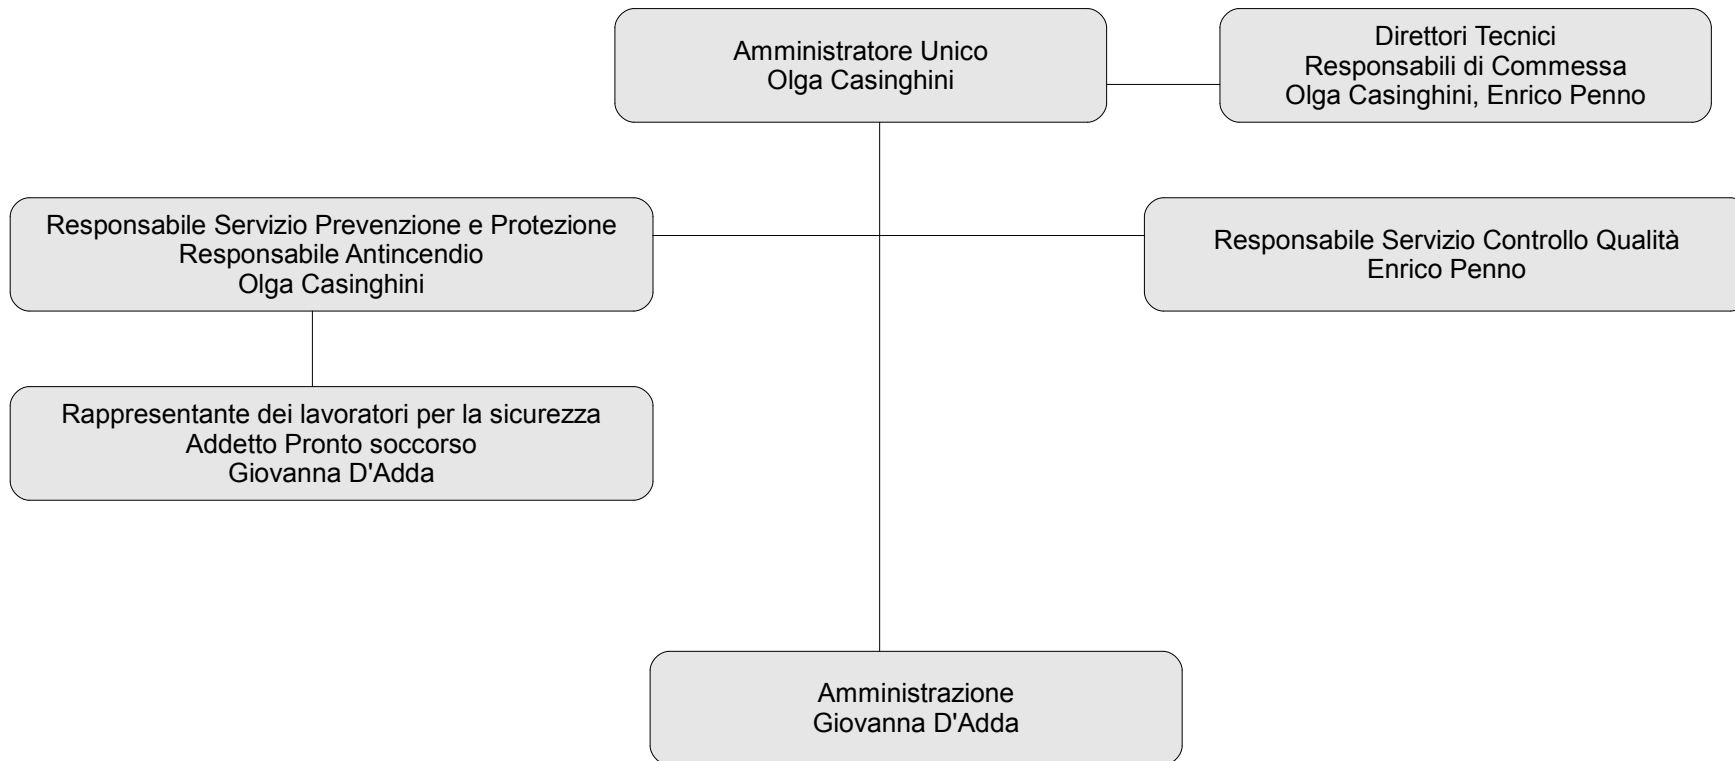 Amministratore Unico
Olga Casinghini
Direttori Tecnici
Responsabili di Commessa
Olga Casinghini, Enrico Penno
Responsabile Servizio Prevenzione e Protezione
Responsabile Antincendio
Olga Casinghini
Responsabile Servizio Controllo Qualità
Enrico Penno
Rappresentante dei lavoratori per la sicurezza
Addetto Pronto soccorso
Giovanna D'Adda
Amministrazione
Giovanna D'Adda